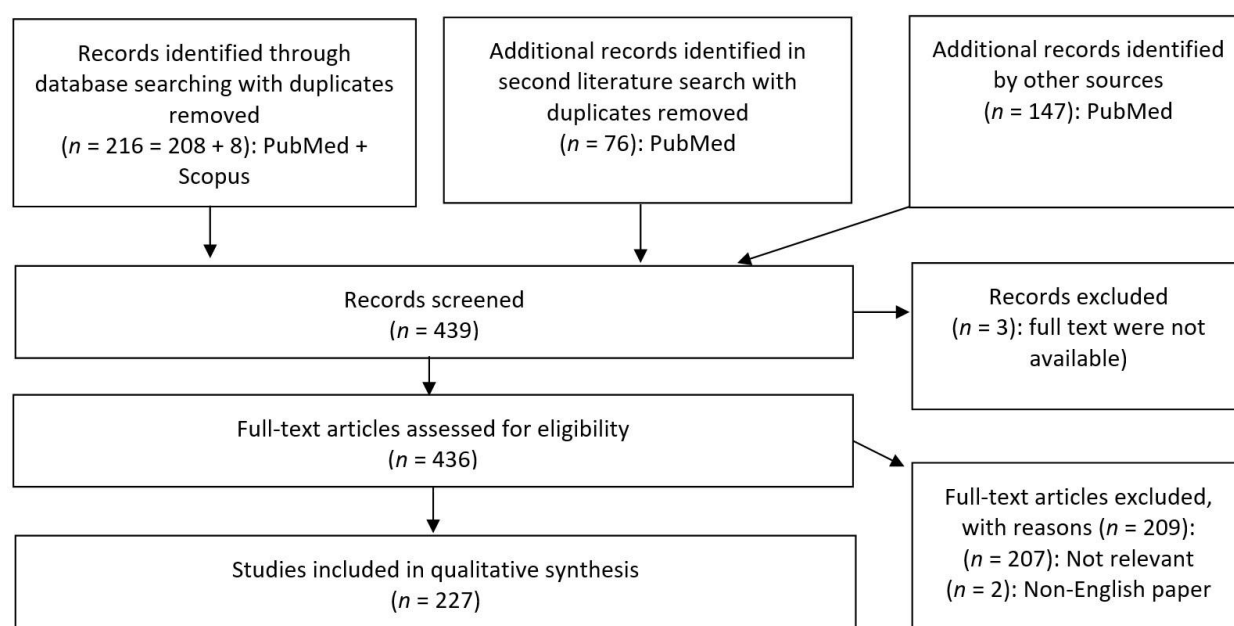 Records identified through
database searching with duplicates
removed
(n = 216 = 208 + 8): PubMed +
Scopus
Additional records identified in
second literature search with
duplicates removed
(n = 76): PubMed
Additional records identified
by other sources
(n = 147): PubMed
Records screened
(n = 439)
Records excluded
(n = 3): full text were not
available)
Full-text articles assessed for eligibility
(n = 436)
Full-text articles excluded,
with reasons (n = 209):
(n = 207): Not relevant
(n = 2): Non-English paper
Studies included in qualitative synthesis
(n = 227)